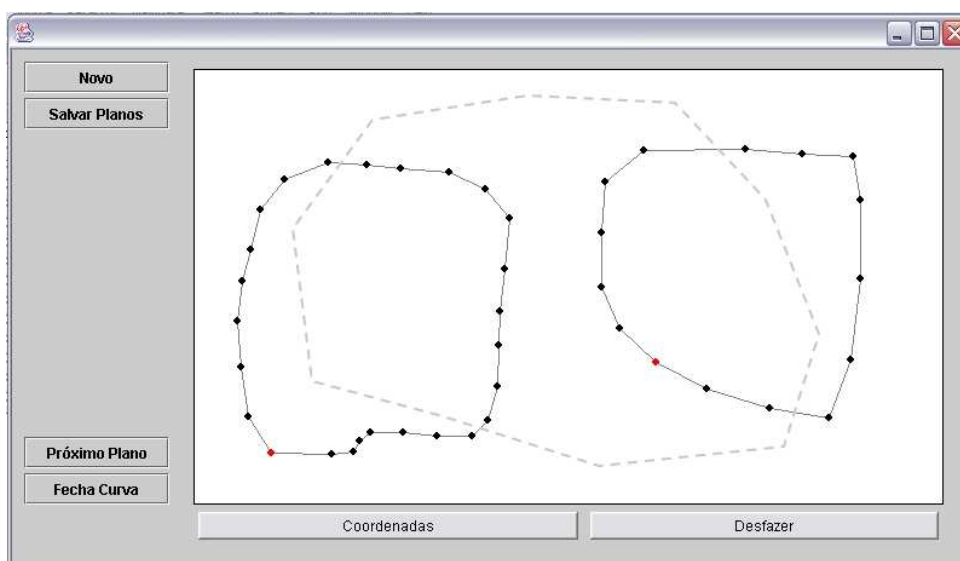 Novo
Salvar Planos
Próximo Plano
Fecha Curva
Coordenadas
Desfazer